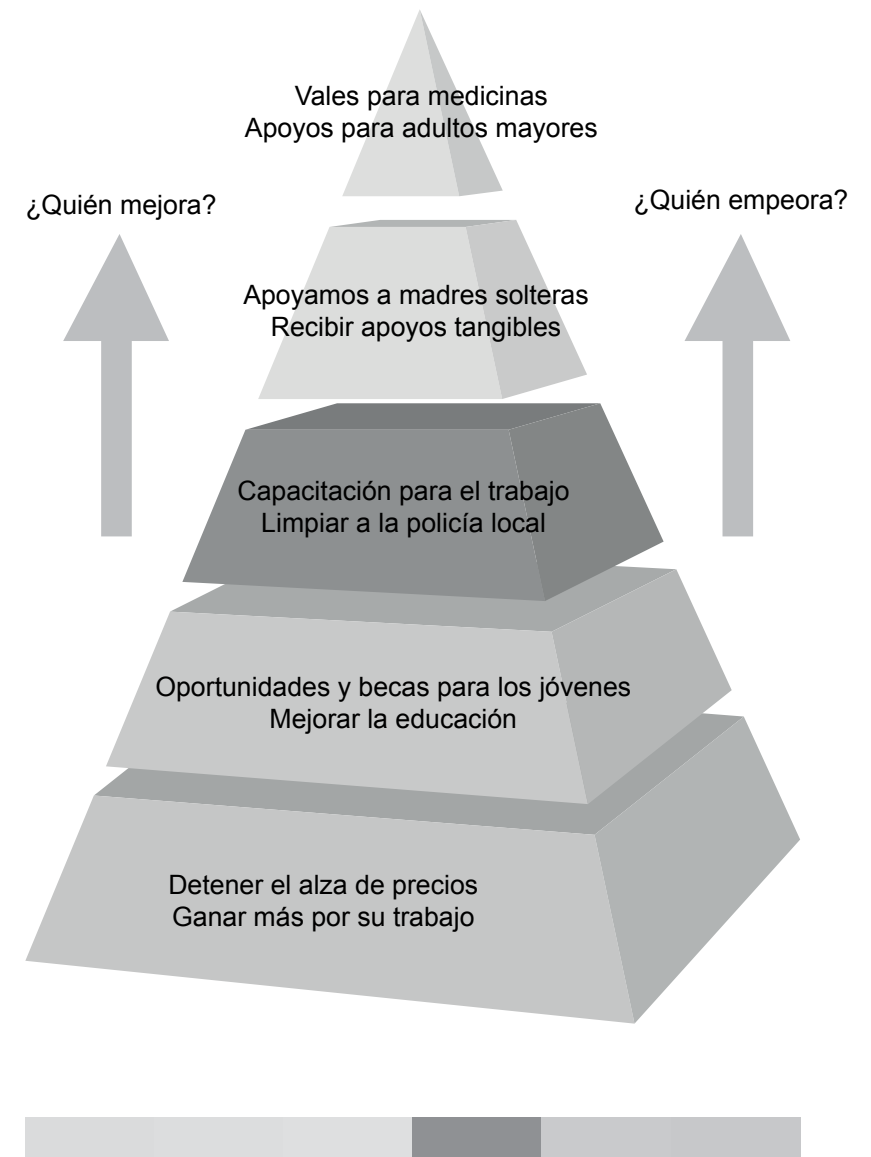 Vales para medicinas
Apoyos para adultos mayores
¿Quién mejora?
¿Quién empeora?
Apoyamos a madres solteras
Recibir apoyos tangibles
Capacitación para el trabajo
Limpiar a la policía local
Oportunidades y becas para los jóvenes
Mejorar la educación
Detener el alza de precios
Ganar más por su trabajo